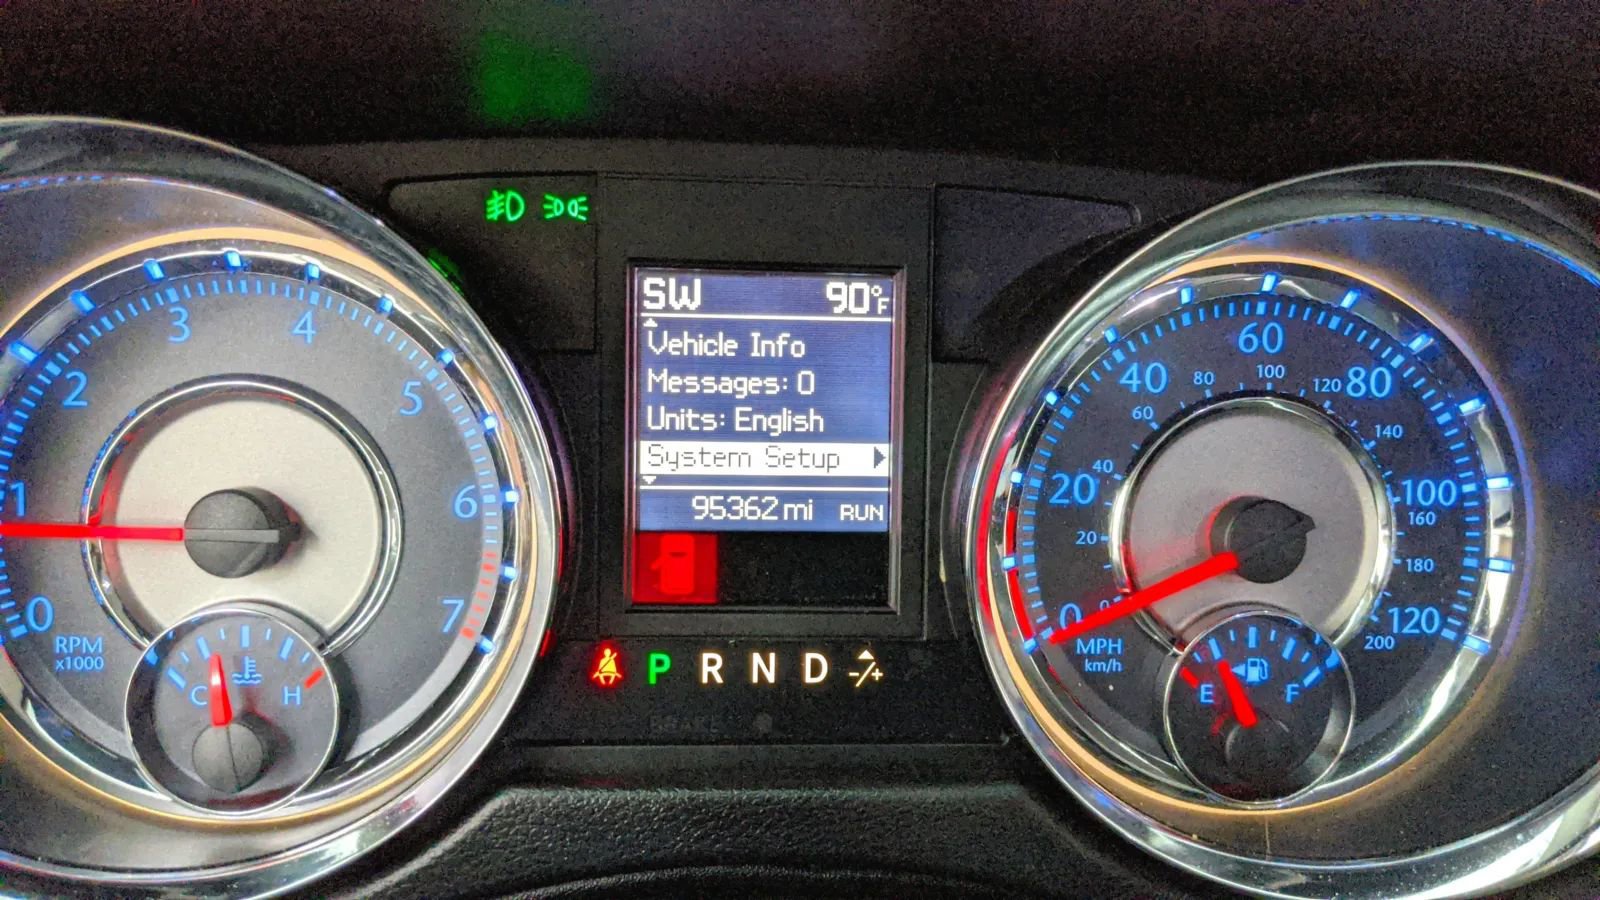 SW 90°F
Vehicle Info
Messages: 0
Units: English
System Setup
95362 mi RUN
P R N D -/+
0 1 2 3 4 5 6 7
RPM
x1000
C H
0 20 40 60 80 100 120
0 20 40 60 80 100 120 140 160 180 200
MPH
km/h
E F
BRAKE